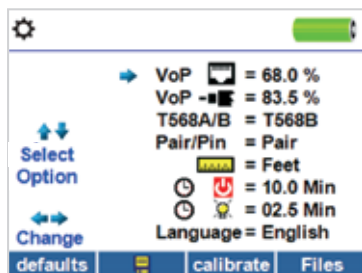 VoP = 68.0 %
VoP = 83.5 %
T568A/B = T568B
Pair/Pin = Pair
= Feet
= 10.0 Min
= 02.5 Min
Language = English
Select
Option
Change
defaults calibrate Files